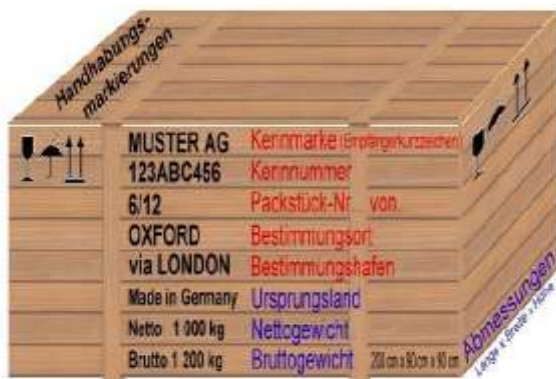 Handhabungs-
markierungen
MUSTER AG Kennmarke (Empfängerkurzzeichen)
123ABC456 Kennnummer
6/12 Packstück-Nr. von.
OXFORD Bestimmungsort
via LONDON Bestimmungshafen
Made in Germany Ursprungsland
Netto 1 000 kg Nettogewicht
Brutto 1 200 kg Bruttogewicht 200 cm x 90 cm x 90 cm
Abmessungen
Länge x Breite x Höhe